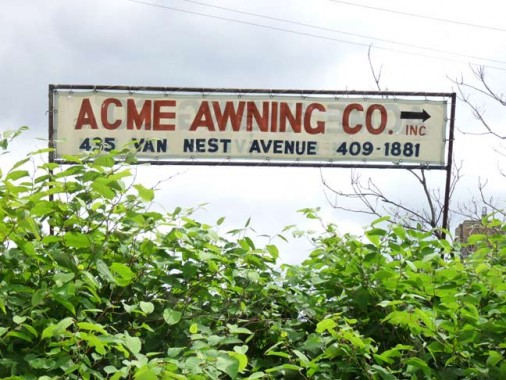 ACME AWNING CO. INC
435 VAN NEST AVENUE 409-1881